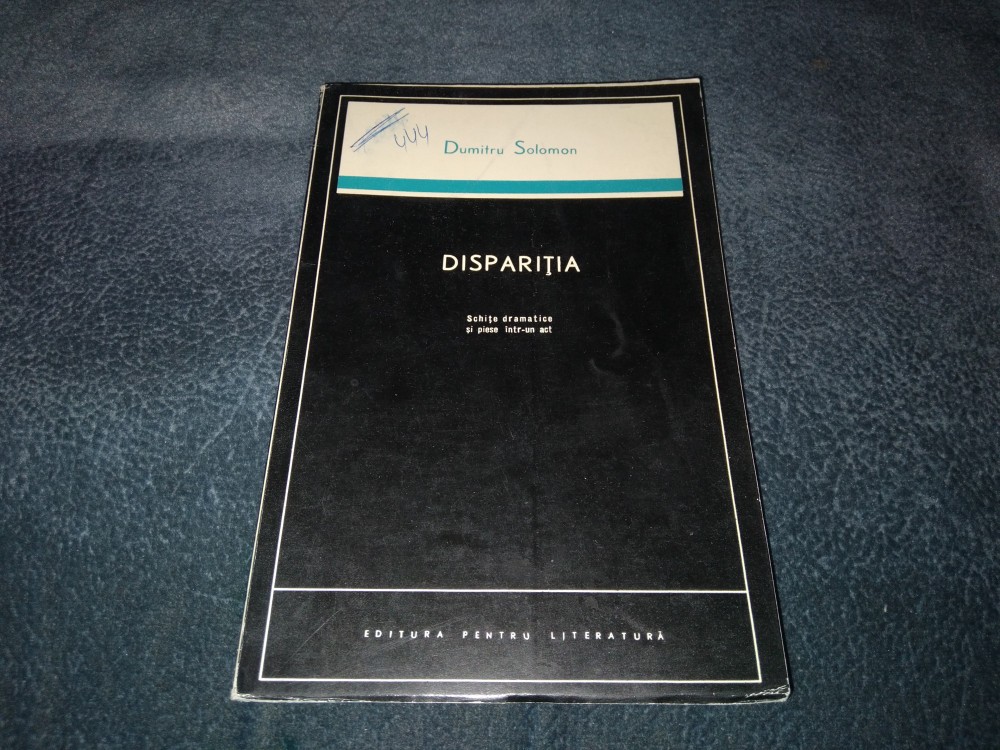 444
Dumitru Solomon
DISPARIŢIA
Schiţe dramatice
şi piese într-un act
EDITURA PENTRU LITERATURĂ